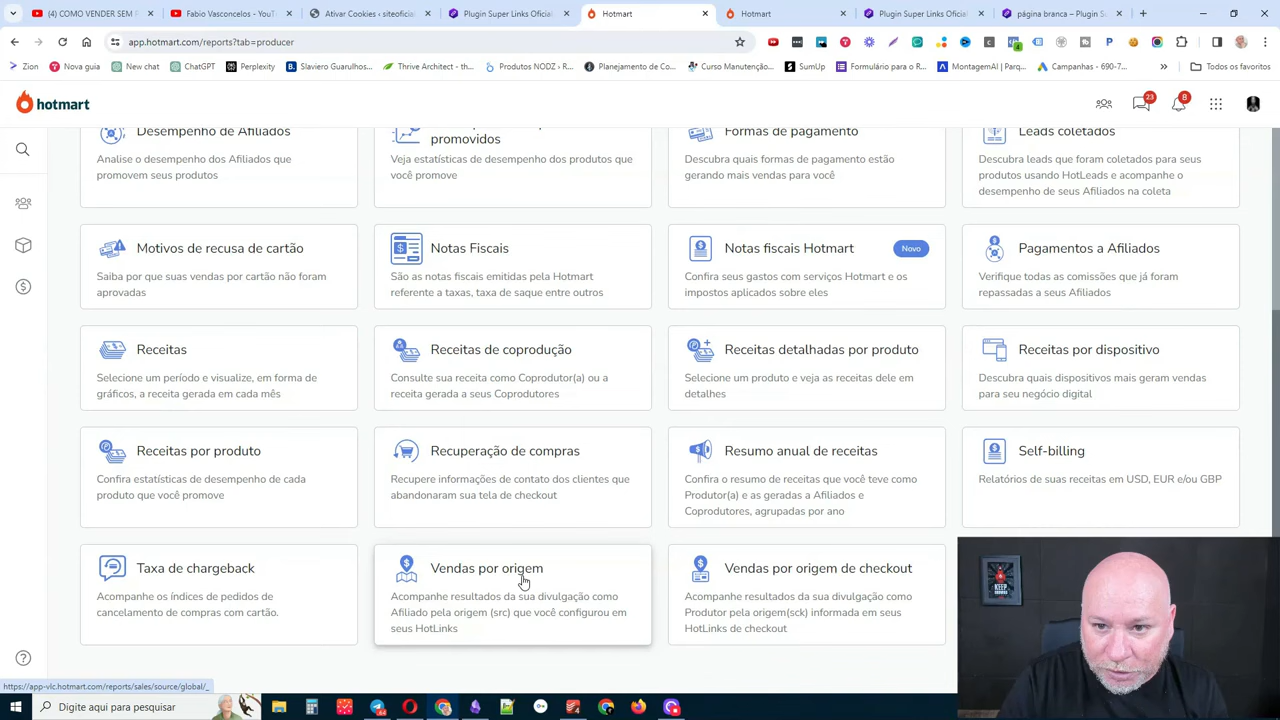 (4) COMO VENDER SEM
Fabio Vasconcelos - YouT
Ativar Cookies ‹ siteoficial
Plugin Super Links Oficial
Hotmart
Hotmart
Plugin Super Links Oficial
página branca – Plugin Su
app.hotmart.com/reports?tab=producer
Zion
Nova guia
New chat
ChatGPT
Perplexity
Slaviero Guarulhos...
Thrive Architect - T...
Produtos NODZ › R...
Planejamento de Co...
Curso Manutenção...
SumUp
Formulário para o R...
MontagemAI | Parq...
Campanhas - 690-7...
Todos os favoritos
hotmart
23
8
Desempenho de Afiliados
Analise o desempenho dos Afiliados que
promovem seus produtos
promovidos
Veja estatísticas de desempenho dos produtos que
você promove
Formas de pagamento
Descubra quais formas de pagamento estão
gerando mais vendas para você
Leads coletados
Descubra leads que foram coletados para seus
produtos usando HotLeads e acompanhe o
desempenho de seus Afiliados na coleta
Motivos de recusa de cartão
Saiba por que suas vendas por cartão não foram
aprovadas
Notas Fiscais
São as notas fiscais emitidas pela Hotmart
referente a taxas, taxa de saque entre outros
Notas fiscais Hotmart
Novo
Confira seus gastos com serviços Hotmart e os
impostos aplicados sobre eles
Pagamentos a Afiliados
Verifique todas as comissões que já foram
repassadas a seus Afiliados
Receitas
Selecione um período e visualize, em forma de
gráficos, a receita gerada em cada mês
Receitas de coprodução
Consulte sua receita como Coprodutor(a) ou a
receita gerada a seus Coprodutores
Receitas detalhadas por produto
Selecione um produto e veja as receitas dele em
detalhes
Receitas por dispositivo
Descubra quais dispositivos mais geram vendas
para seu negócio digital
Receitas por produto
Confira estatísticas de desempenho de cada
produto que você promove
Recuperação de compras
Recupere informações de contato dos clientes que
abandonaram sua tela de checkout
Resumo anual de receitas
Confira o resumo de receitas que você teve como
Produtor(a) e as geradas a Afiliados e
Coprodutores, agrupadas por ano
Self-billing
Relatórios de suas receitas em USD, EUR e/ou GBP
Taxa de chargeback
Acompanhe os índices de pedidos de
cancelamento de compras com cartão.
Vendas por origem
Acompanhe resultados da sua divulgação como
Afiliado pela origem (src) que você configurou em
seus HotLinks
Vendas por origem de checkout
Acompanhe resultados da sua divulgação como
Produtor pela origem(sck) informada em seus
HotLinks de checkout
https://app-vlc.hotmart.com/reports/sales/source/global/_
Digite aqui para pesquisar